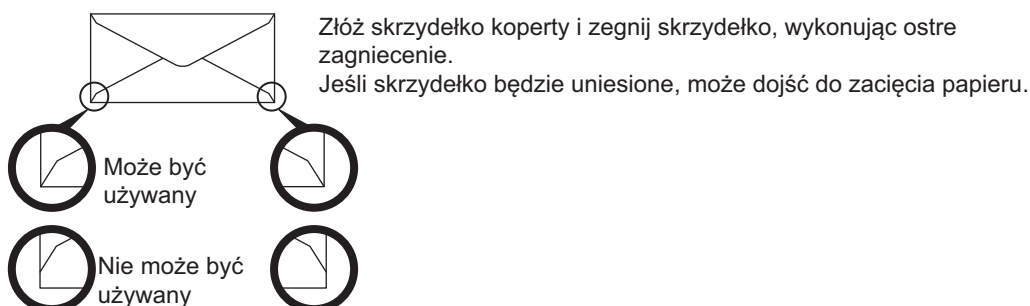 Złóż skrzydełko koperty i zegnij skrzydełko, wykonując ostre
zagniecenie.
Jeśli skrzydełko będzie uniesione, może dojść do zacięcia papieru.
Może być
używany
Nie może być
używany